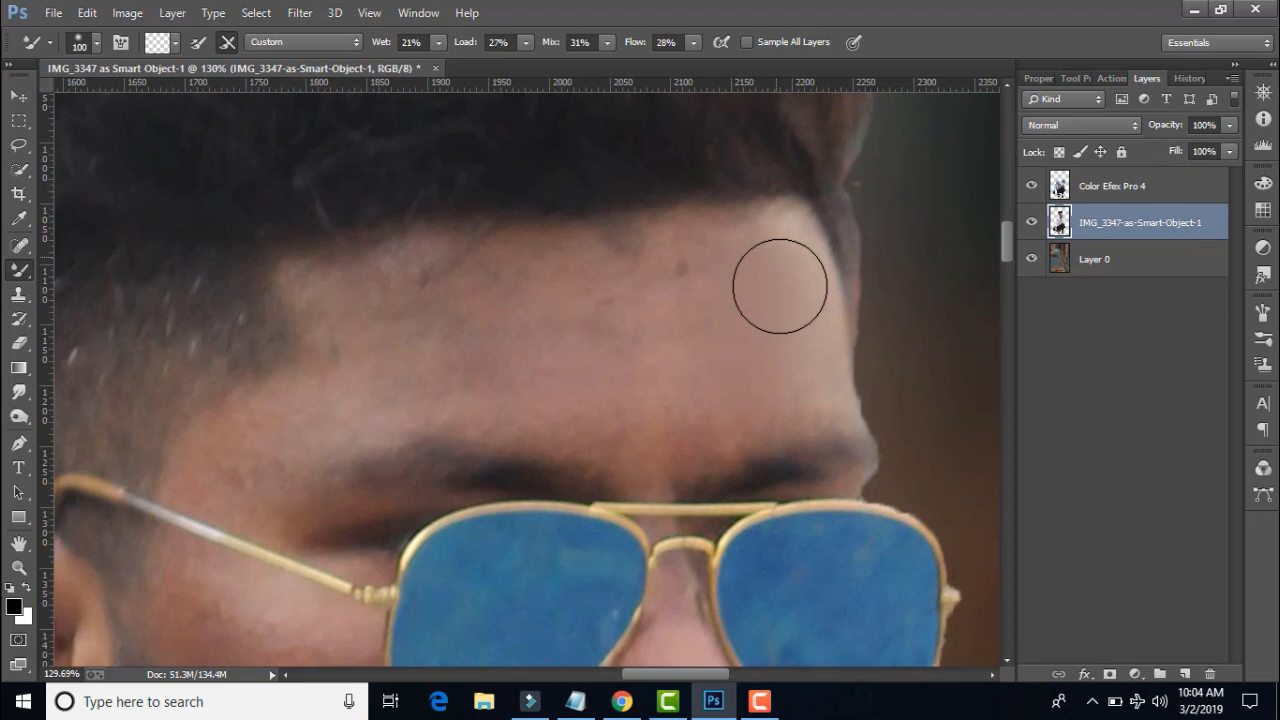 Ps File Edit Image Layer Type Select Filter 3D View Window Help
100 Custom Wet: 21% Load: 27% Mix: 31% Flow: 28% Sample All Layers Essentials
IMG_3347 as Smart Object-1 @ 130% (IMG_3347-as-Smart-Object-1, RGB/8) *
Proper Tool Pr Action Layers History
1600 1650 1700 1750 1800 1850 1900 1950 2000 2050 2100 2150 2200 2250 2300 2350
Kind
Normal Opacity: 100%
Lock: Fill: 100%
Color Efex Pro 4
IMG_3347-as-Smart-Object-1
Layer 0
129.69% Doc: 51.3M/134.4M
Type here to search
10:04 AM
3/2/2019